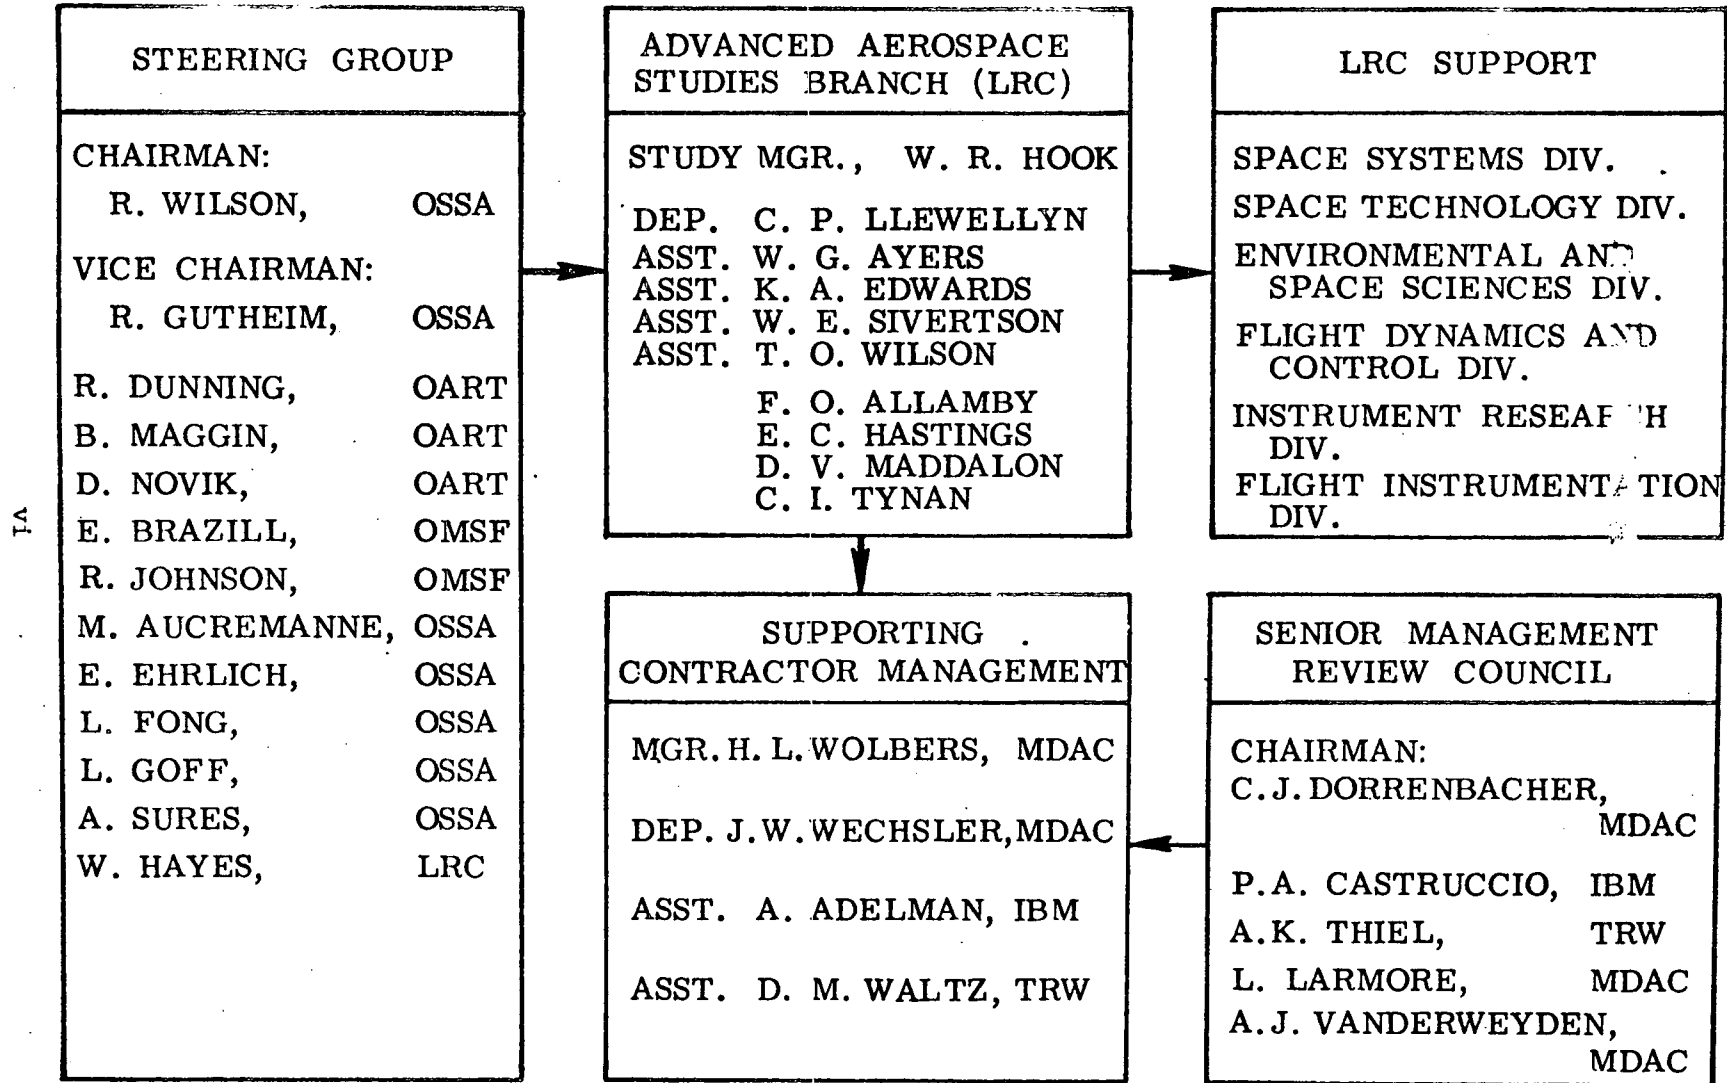 STEERING GROUP
CHAIRMAN:
R. WILSON, OSSA
VICE CHAIRMAN:
R. GUTHEIM, OSSA
R. DUNNING, OART
B. MAGGIN, OART
D. NOVIK, OART
E. BRAZILL, OMSF
R. JOHNSON, OMSF
M. AUCREMANNE, OSSA
E. EHRLICH, OSSA
L. FONG, OSSA
L. GOFF, OSSA
A. SURES, OSSA
W. HAYES, LRC
ADVANCED AEROSPACE
STUDIES BRANCH (LRC)
STUDY MGR., W. R. HOOK
DEP. C. P. LLEWELLYN
ASST. W. G. AYERS
ASST. K. A. EDWARDS
ASST. W. E. SIVERTSON
ASST. T. O. WILSON
F. O. ALLAMBY
E. C. HASTINGS
D. V. MADDALON
C. I. TYNAN
LRC SUPPORT
SPACE SYSTEMS DIV.
SPACE TECHNOLOGY DIV.
ENVIRONMENTAL AND
SPACE SCIENCES DIV.
FLIGHT DYNAMICS AND
CONTROL DIV.
INSTRUMENT RESEARCH
DIV.
FLIGHT INSTRUMENTATION
DIV.
SUPPORTING
CONTRACTOR MANAGEMENT
MGR. H. L. WOLBERS, MDAC
DEP. J.W. WECHSLER, MDAC
ASST. A. ADELMAN, IBM
ASST. D. M. WALTZ, TRW
SENIOR MANAGEMENT
REVIEW COUNCIL
CHAIRMAN:
C.J. DORRENBACHER,
MDAC
P.A. CASTRUCCIO, IBM
A.K. THIEL, TRW
L. LARMORE, MDAC
A.J. VANDERWEYDEN,
MDAC
vi